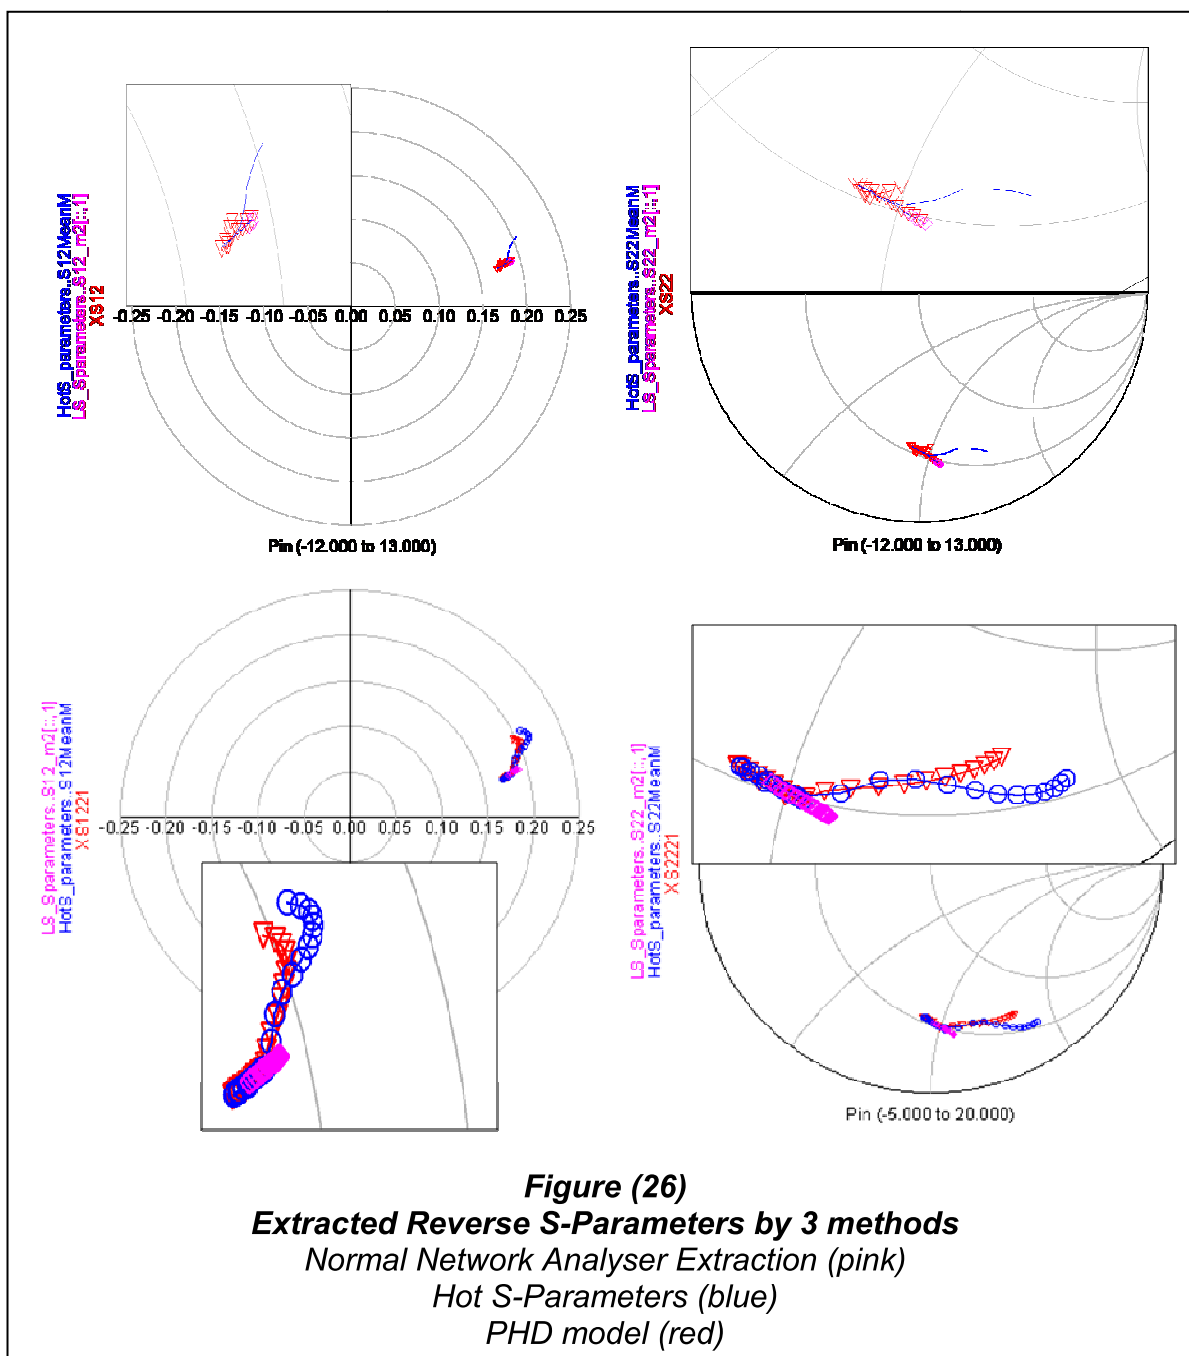 HotS_parameters..S12MeanM
LS_Sparameters..S12_m2[::,1]
XS12
-0.25 -0.20 -0.15 -0.10 0.00 0.05 0.10 0.15 0.20 0.25
Pin (-12.000 to 13.000)
HotS_parameters..S22MeanM
LS_Sparameters..S22_m2[::,1]
XS22
Pin (-12.000 to 13.000)
LS_Sparameters..S12_m2[::,1]
HotS_parameters..S12MeanM
XS1221
-0.25 -0.20 -0.15 -0.10 -0.05 0.00 0.05 0.10 0.15 0.20 0.25
LS_Sparameters..S22_m2[::,1]
HotS_parameters..S22MeanM
XS2221
Pin (-5.000 to 20.000)
Figure (26)
Extracted Reverse S-Parameters by 3 methods
Normal Network Analyser Extraction (pink)
Hot S-Parameters (blue)
PHD model (red)